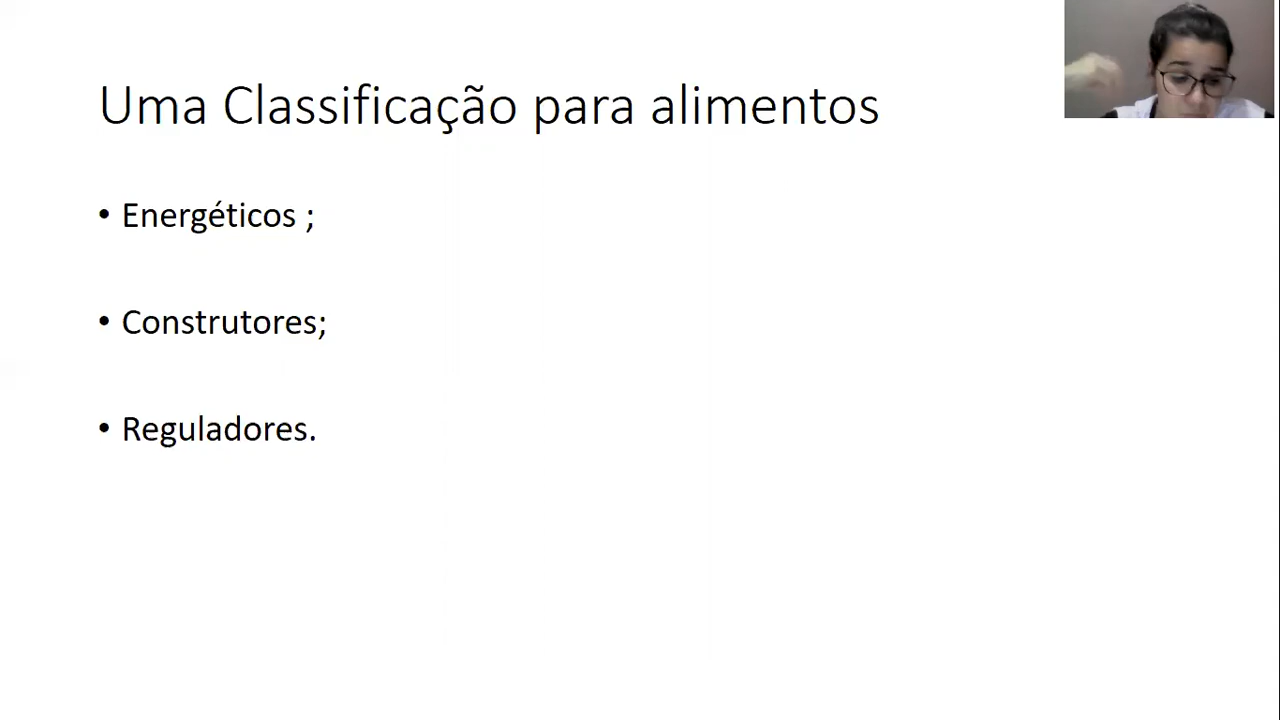 Uma Classificação para alimentos
• Energéticos ;
• Construtores;
• Reguladores.